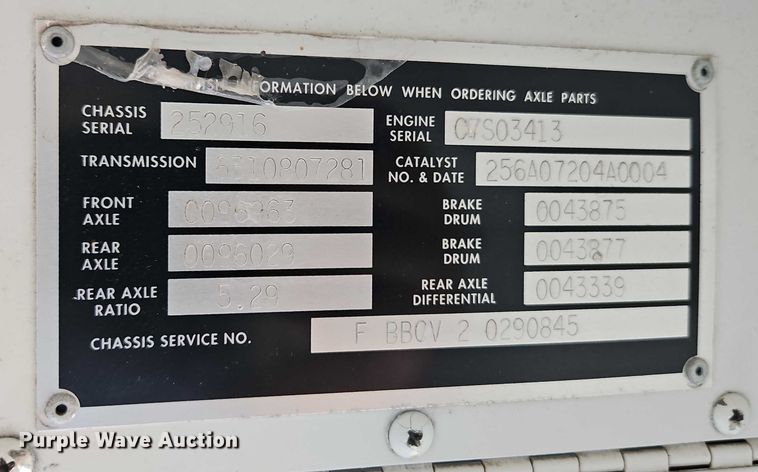 ORMATION BELOW WHEN ORDERING AXLE PARTS
CHASSIS SERIAL 252916
ENGINE SERIAL C7S03413
TRANSMISSION 6310807281
CATALYST NO. & DATE 256A07204A0004
FRONT AXLE
BRAKE DRUM 0043875
REAR AXLE 0096029
BRAKE DRUM 0043877
REAR AXLE RATIO 5.29
REAR AXLE DIFFERENTIAL 0043339
CHASSIS SERVICE NO. F BBCV 2 0290845
Purple Wave Auction